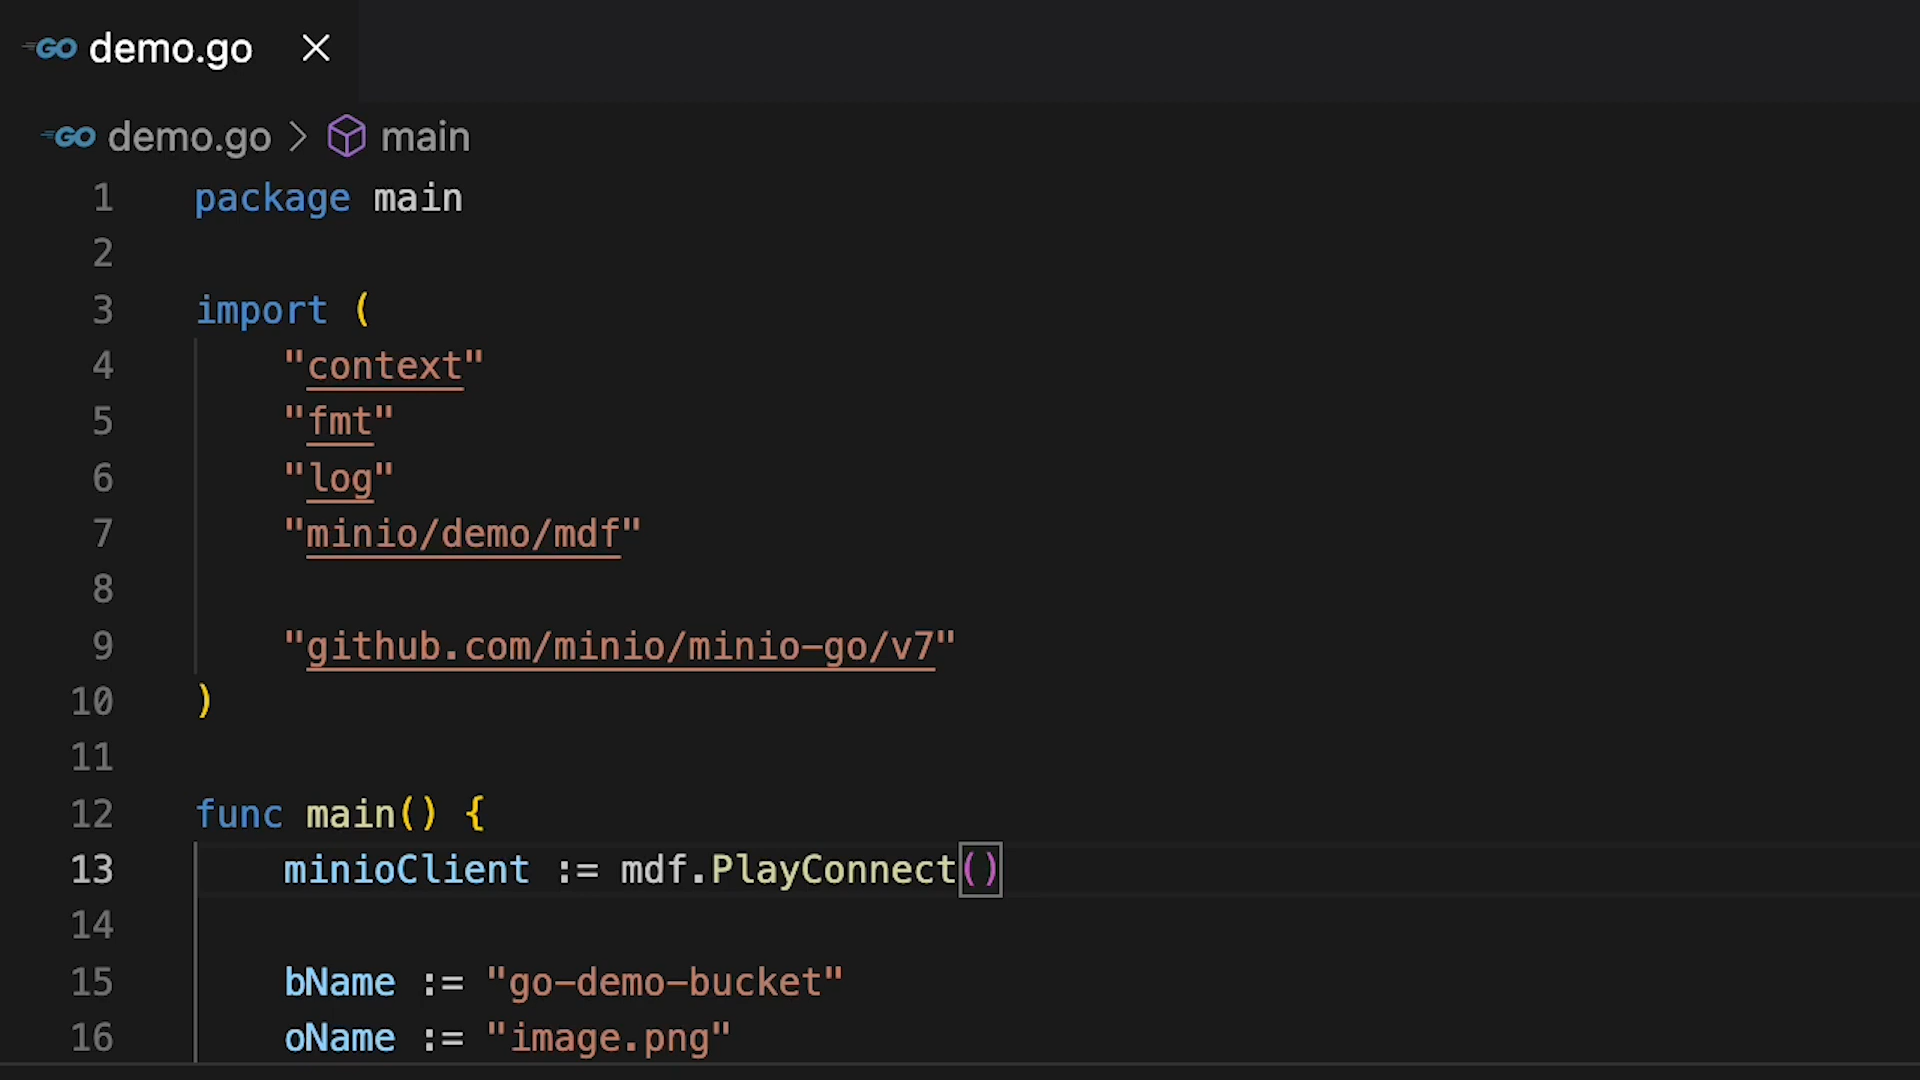 GO demo.go
GO demo.go > main
1 package main
2
3 import (
4 "context"
5 "fmt"
6 "log"
7 "minio/demo/mdf"
8
9 "github.com/minio/minio-go/v7"
10 )
11
12 func main() {
13 minioClient := mdf.PlayConnect()
14
15 bName := "go-demo-bucket"
16 oName := "image.png"